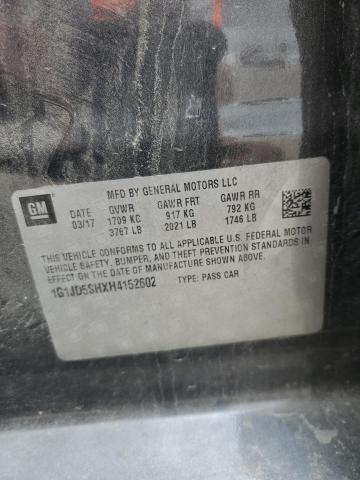 MFD BY GENERAL MOTORS LLC
GM
DATE GVWR GAWR FRT GAWR RR
03/17 1709 KG 917 KG 792 KG
3767 LB 2021 LB 1746 LB
THIS VEHICLE CONFORMS TO ALL APPLICABLE U.S. FEDERAL MOTOR
VEHICLE SAFETY, BUMPER, AND THEFT PREVENTION STANDARDS IN
EFFECT ON THE DATE OF MANUFACTURE SHOWN ABOVE.
1G1JD5SHXH4152602 TYPE: PASS CAR